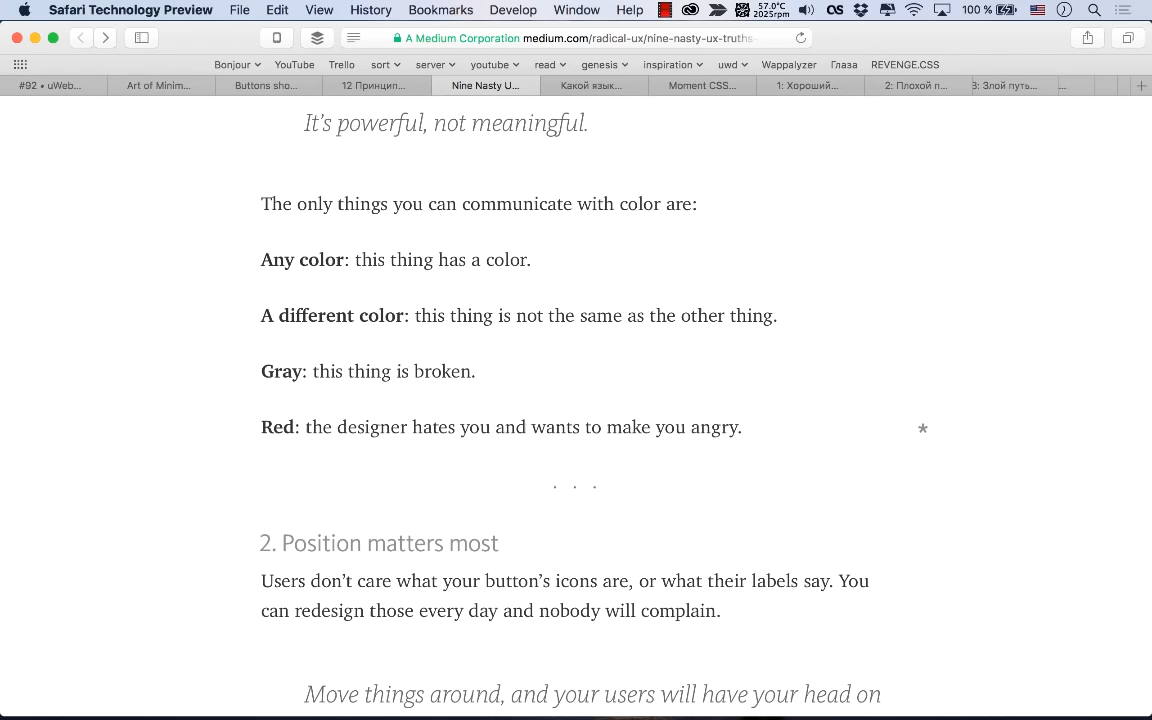 Safari Technology Preview File Edit View History Bookmarks Develop Window Help 57.0°C 2025rpm 100 %
A Medium Corporation medium.com/radical-ux/nine-nasty-ux-truths-
Bonjour YouTube Trello sort server youtube read genesis inspiration uwd Wappalyzer Глаза REVENGE.CSS
#92 • uWeb... Art of Minim... Buttons sho... 12 Принцип... Nine Nasty U... Какой язык... Moment CSS... 1: Хороший... 2: Плохой п... 3: Злой путь... ...
It's powerful, not meaningful.
The only things you can communicate with color are:
Any color: this thing has a color.
A different color: this thing is not the same as the other thing.
Gray: this thing is broken.
Red: the designer hates you and wants to make you angry. *
. . .
2. Position matters most
Users don't care what your button's icons are, or what their labels say. You
can redesign those every day and nobody will complain.
Move things around, and your users will have your head on